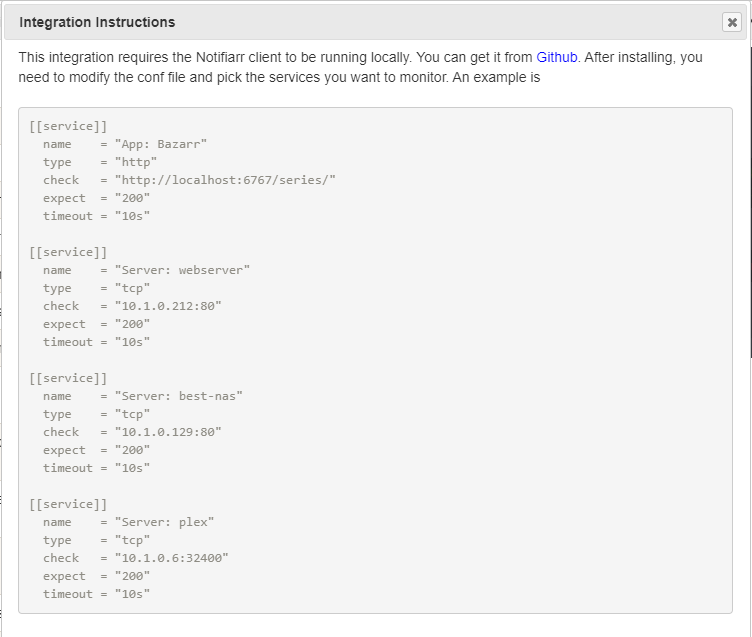 Integration Instructions
This integration requires the Notifiarr client to be running locally. You can get it from Github. After installing, you
need to modify the conf file and pick the services you want to monitor. An example is
[[service]]
  name    = "App: Bazarr"
  type    = "http"
  check   = "http://localhost:6767/series/"
  expect  = "200"
  timeout = "10s"

[[service]]
  name    = "Server: webserver"
  type    = "tcp"
  check   = "10.1.0.212:80"
  expect  = "200"
  timeout = "10s"

[[service]]
  name    = "Server: best-nas"
  type    = "tcp"
  check   = "10.1.0.129:80"
  expect  = "200"
  timeout = "10s"

[[service]]
  name    = "Server: plex"
  type    = "tcp"
  check   = "10.1.0.6:32400"
  expect  = "200"
  timeout = "10s"